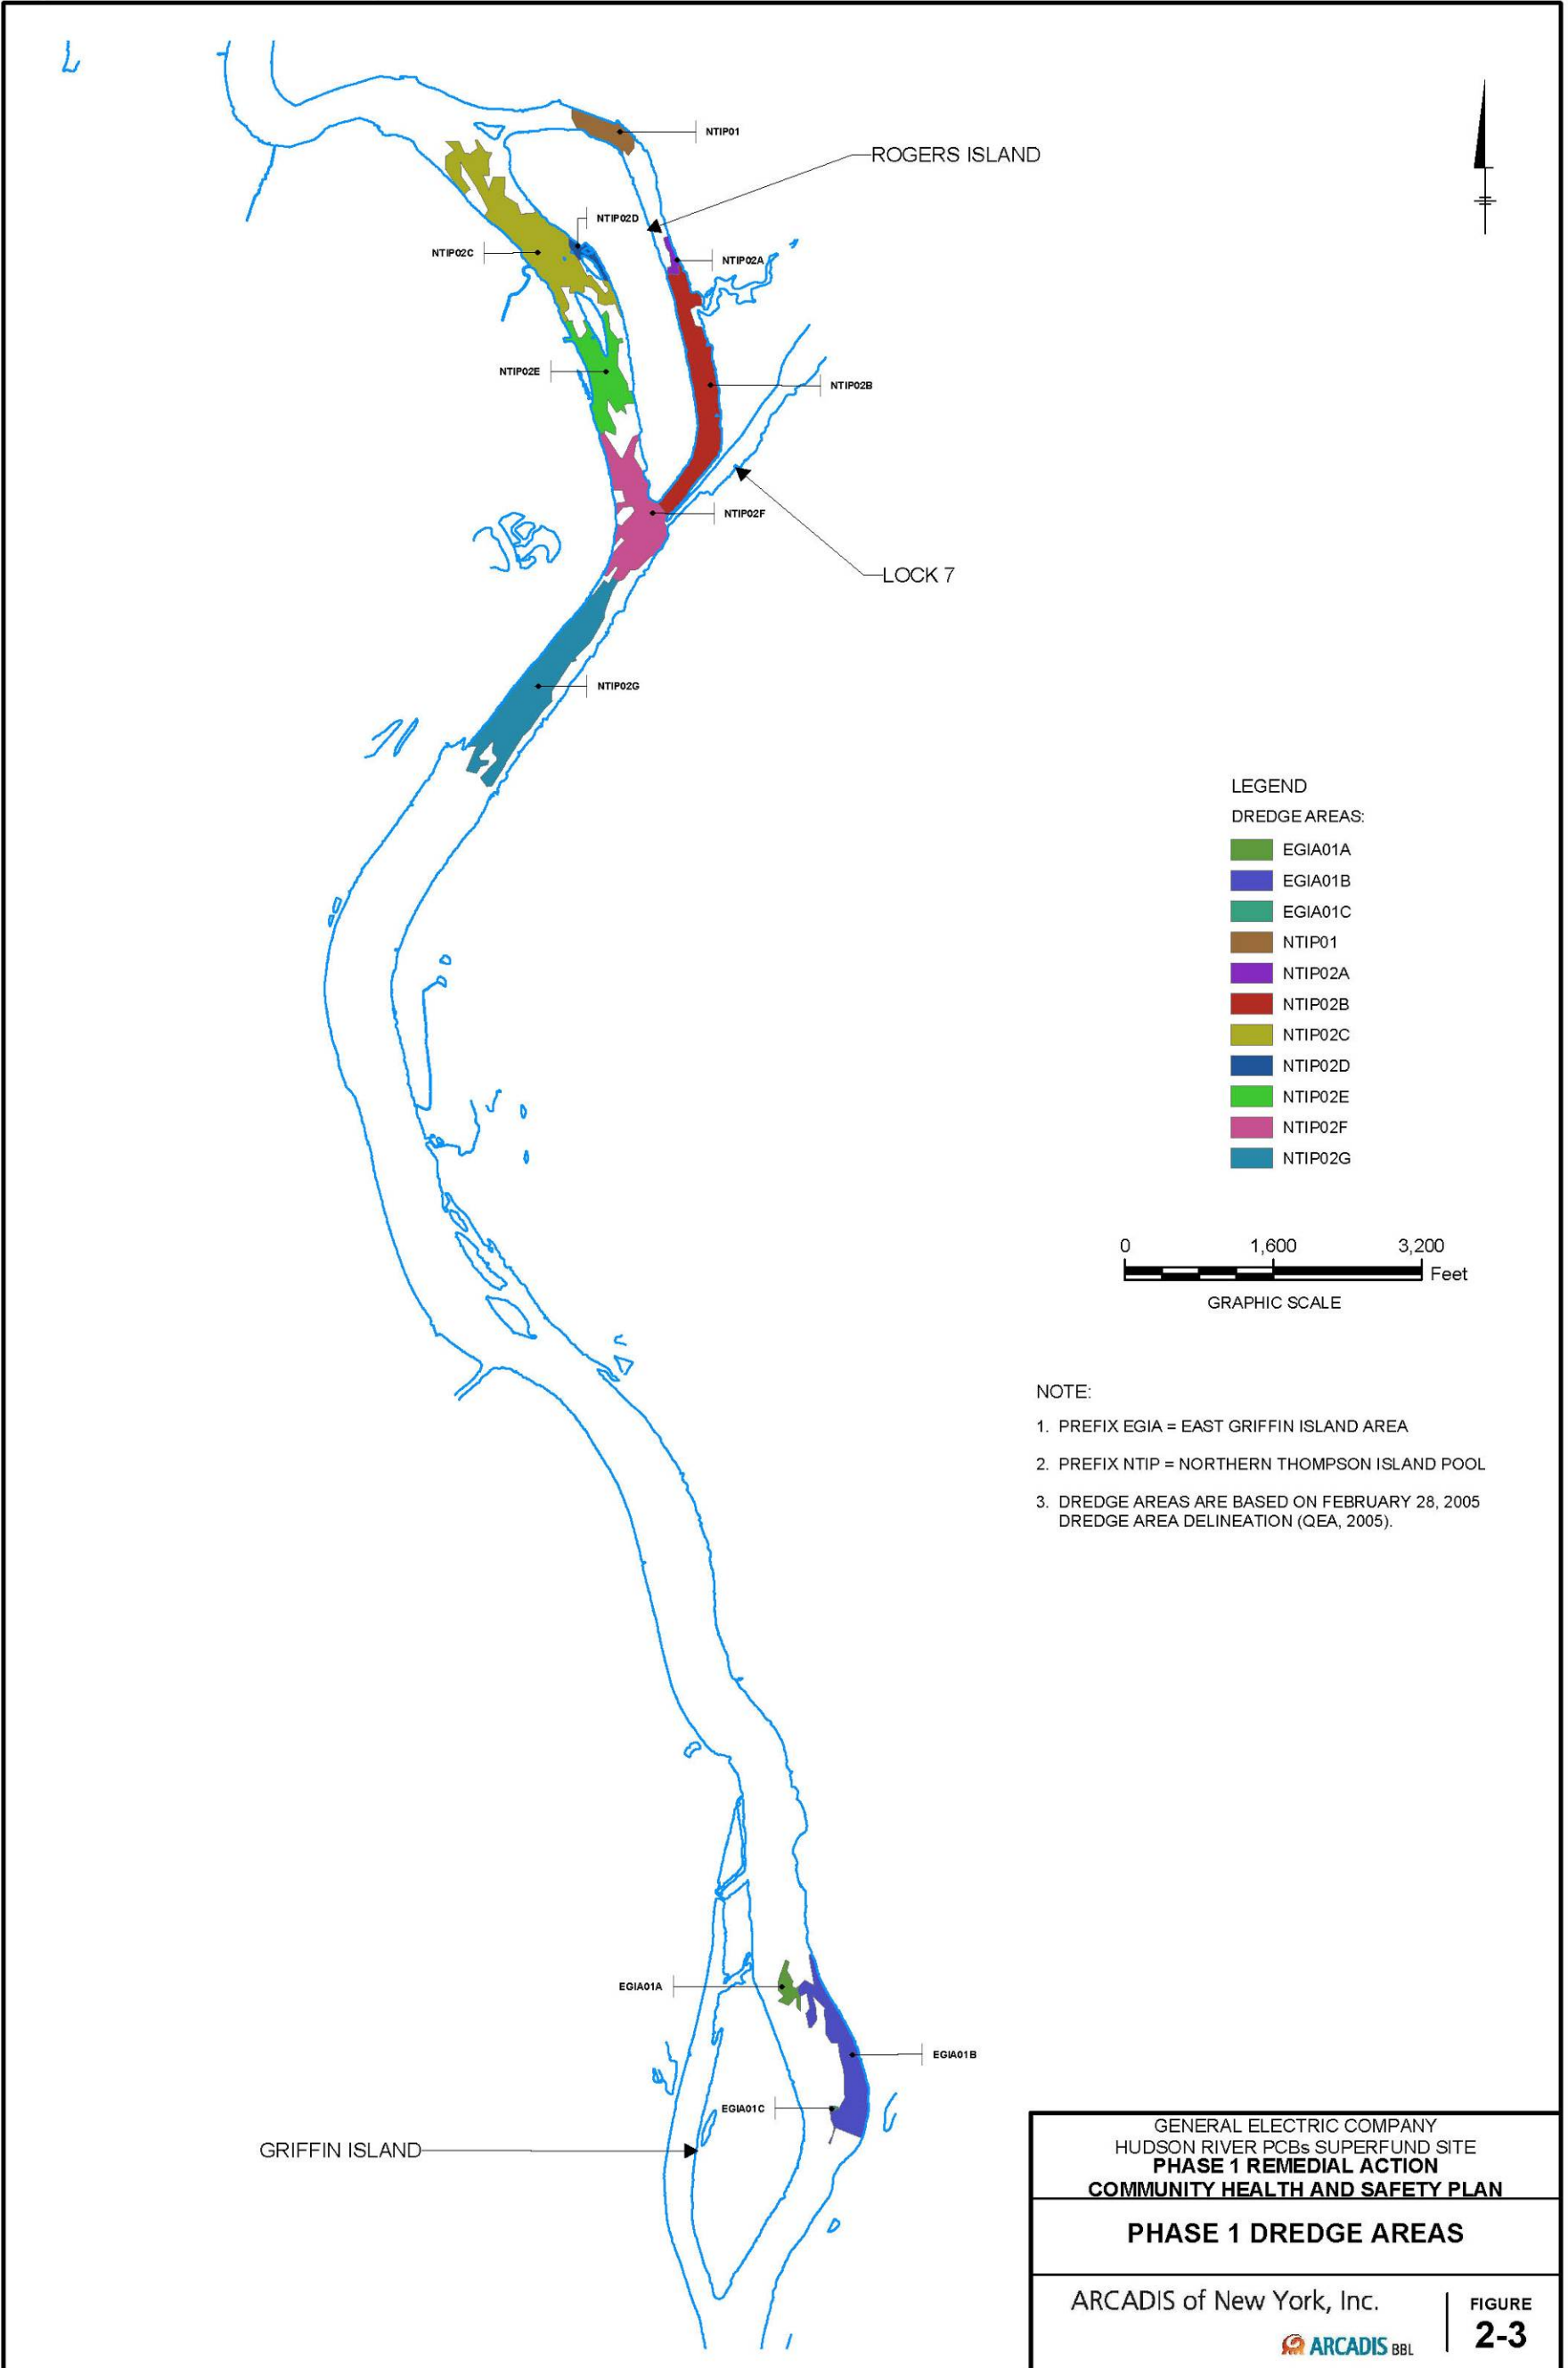 NTIP01
ROGERS ISLAND
NTIP02D
NTIP02C
NTIP02A
NTIP02E
NTIP02B
NTIP02F
LOCK 7
NTIP02G
LEGEND
DREDGE AREAS:
EGIA01A
EGIA01B
EGIA01C
NTIP01
NTIP02A
NTIP02B
NTIP02C
NTIP02D
NTIP02E
NTIP02F
NTIP02G
0 1,600 3,200
Feet
GRAPHIC SCALE
NOTE:
1. PREFIX EGIA = EAST GRIFFIN ISLAND AREA
2. PREFIX NTIP = NORTHERN THOMPSON ISLAND POOL
3. DREDGE AREAS ARE BASED ON FEBRUARY 28, 2005
DREDGE AREA DELINEATION (QEA, 2005).
EGIA01A
EGIA01B
EGIA01C
GRIFFIN ISLAND
GENERAL ELECTRIC COMPANY
HUDSON RIVER PCBs SUPERFUND SITE
PHASE 1 REMEDIAL ACTION
COMMUNITY HEALTH AND SAFETY PLAN
PHASE 1 DREDGE AREAS
ARCADIS of New York, Inc.
ARCADIS BBL
FIGURE
2-3